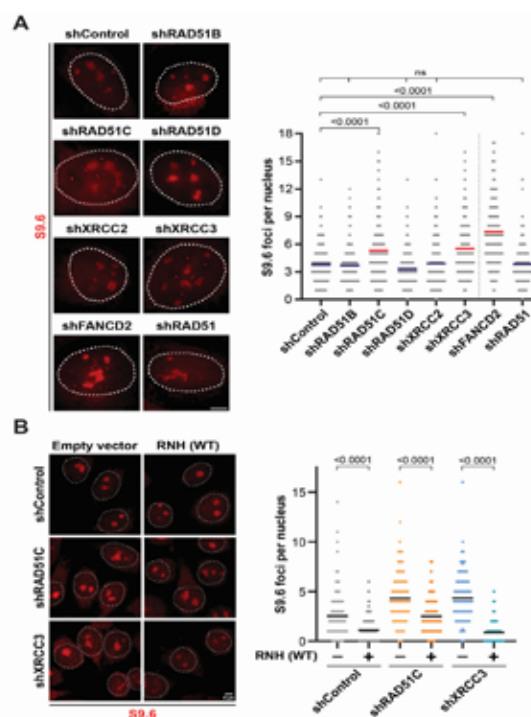 A
shControl shRAD51B
shRAD51C shRAD51D
shXRCC2 shXRCC3
shFANCD2 shRAD51
S9.6
ns
<0.0001
<0.0001
<0.0001
S9.6 foci per nucleus
18
15
12
9
6
3
0
shControl
shRAD51B
shRAD51C
shRAD51D
shXRCC2
shXRCC3
shFANCD2
shRAD51
B
Empty vector RNH (WT)
shControl
shRAD51C
shXRCC3
S9.6
<0.0001 <0.0001 <0.0001
S9.6 foci per nucleus
15
10
5
0
RNH (WT) − + − + − +
shControl shRAD51C shXRCC3